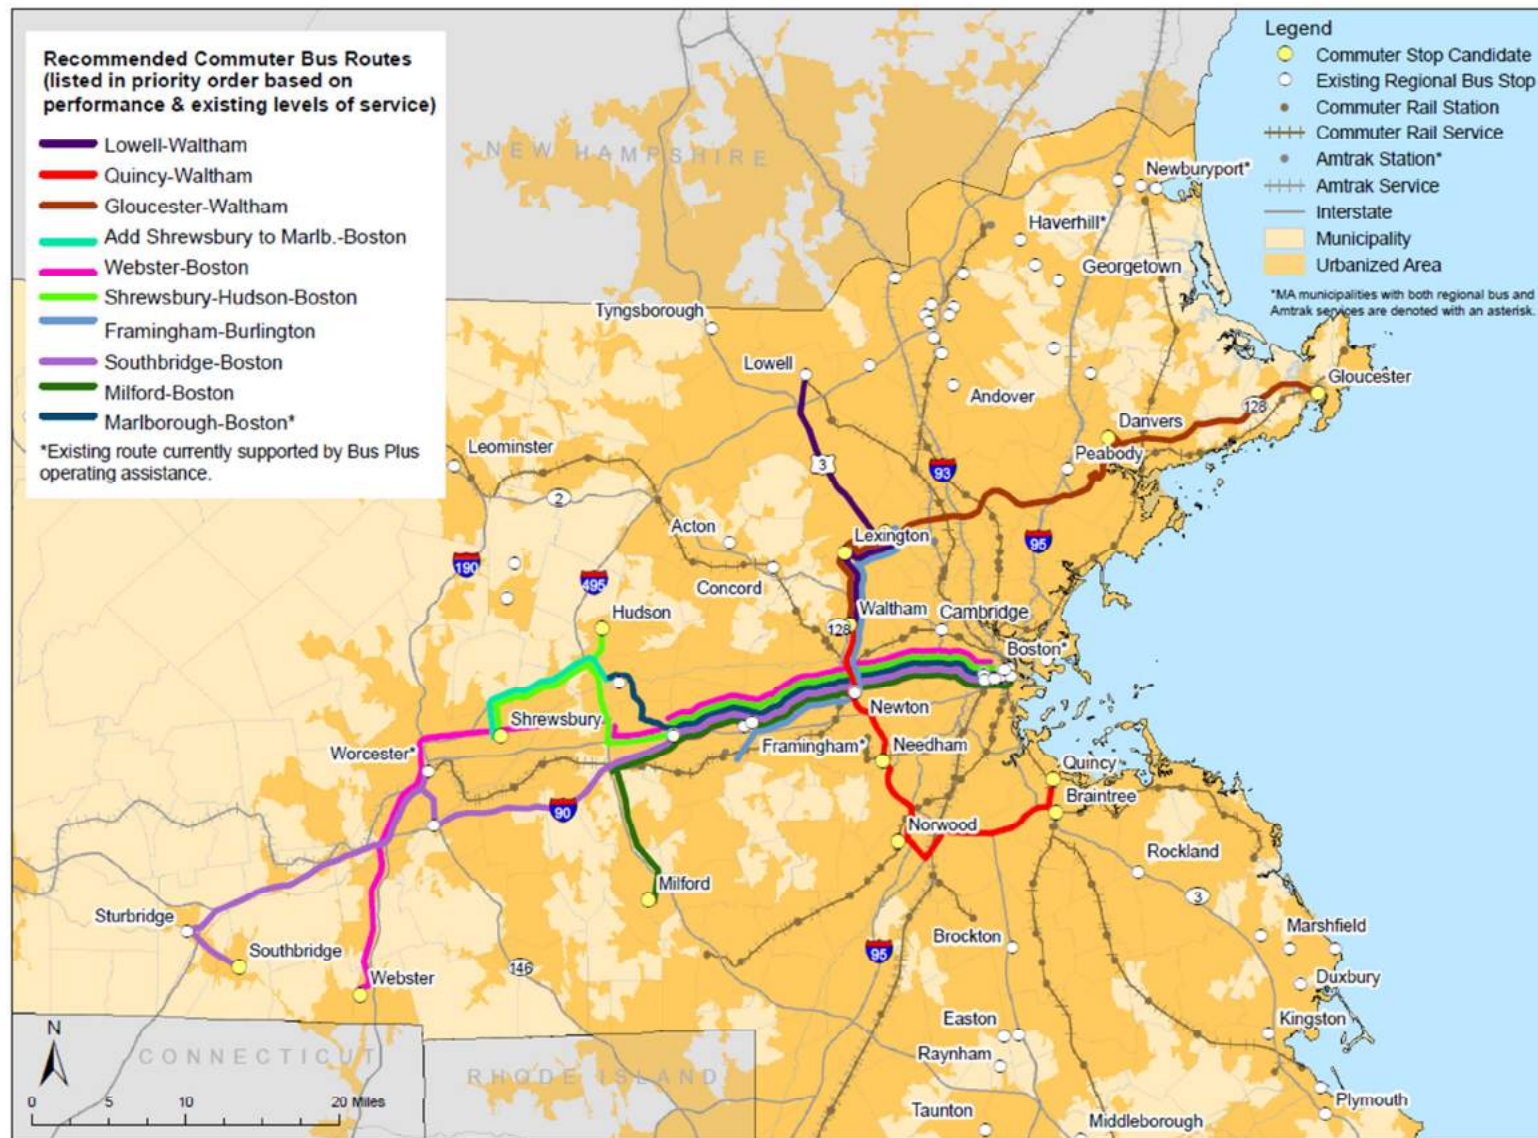 Recommended Commuter Bus Routes
(listed in priority order based on
performance & existing levels of service)
Lowell-Waltham
Quincy-Waltham
Gloucester-Waltham
Add Shrewsbury to Marlb.-Boston
Webster-Boston
Shrewsbury-Hudson-Boston
Framingham-Burlington
Southbridge-Boston
Milford-Boston
Marlborough-Boston*
*Existing route currently supported by Bus Plus
operating assistance.
Legend
Commuter Stop Candidate
Existing Regional Bus Stop
Commuter Rail Station
Commuter Rail Service
Amtrak Station*
Amtrak Service
Interstate
Municipality
Urbanized Area
*MA municipalities with both regional bus and
Amtrak services are denoted with an asterisk.
NEW HAMPSHIRE
Newburyport*
Haverhill*
Georgetown
Tyngsborough
Lowell
Andover
Gloucester
128
Danvers
Peabody
Leominster
3
93
2
Acton
Lexington
95
190
495
Concord
Hudson
Waltham
Cambridge
128
Boston*
Shrewsbury
Newton
Worcester*
Framingham*
Needham
Quincy
Braintree
90
Norwood
Rockland
Milford
3
Sturbridge
Southbridge
Brockton
Marshfield
95
146
Webster
Duxbury
Easton
Kingston
N
CONNECTICUT
RHODE ISLAND
Raynham
0 5 10 20 Miles
Taunton
Plymouth
Middleborough